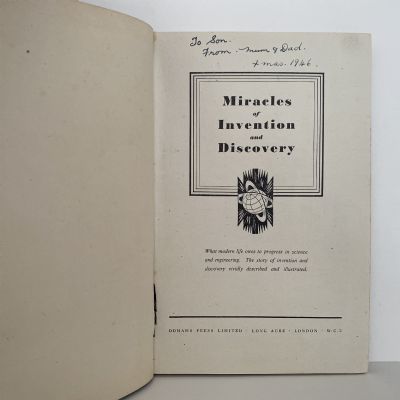 To Son.
From. Mum & Dad.
Xmas. 1946.
Miracles
of
Invention
and
Discovery
What modern life owes to progress in science
and engineering. The story of invention and
discovery vividly described and illustrated.
ODHAMS PRESS LIMITED · LONG ACRE · LONDON · W.C.2